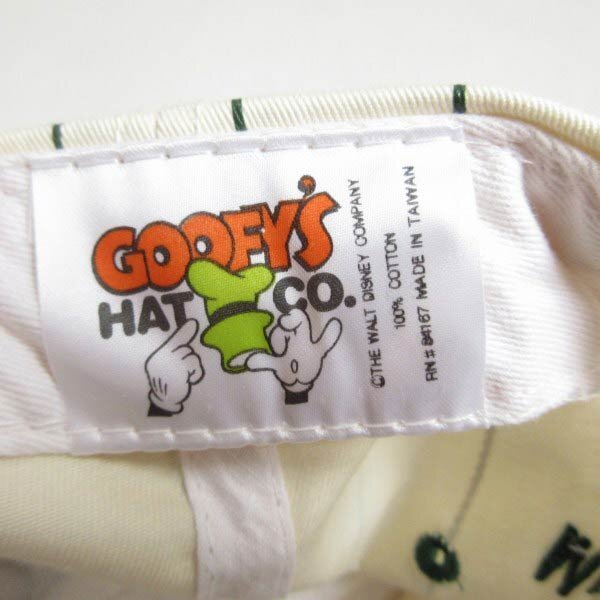 GOOFY'S
HAT CO.
©THE WALT DISNEY COMPANY
100% COTTON
RN# 84167 MADE IN TAIWAN